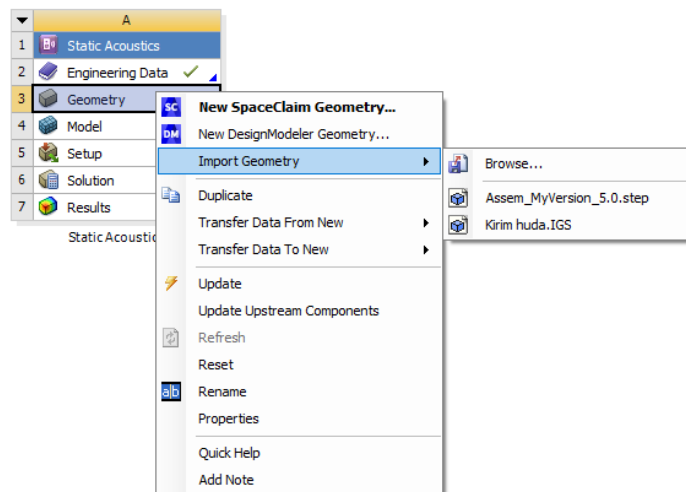 A
1 Static Acoustics
2 Engineering Data
3 Geometry
4 Model
5 Setup
6 Solution
7 Results
Static Acoustic
SC New SpaceClaim Geometry...
DM New DesignModeler Geometry...
Import Geometry
Duplicate
Transfer Data From New
Transfer Data To New
Update
Update Upstream Components
Refresh
Reset
a|b Rename
Properties
Quick Help
Add Note
Browse...
Assem_MyVersion_5.0.step
Kirim huda.IGS